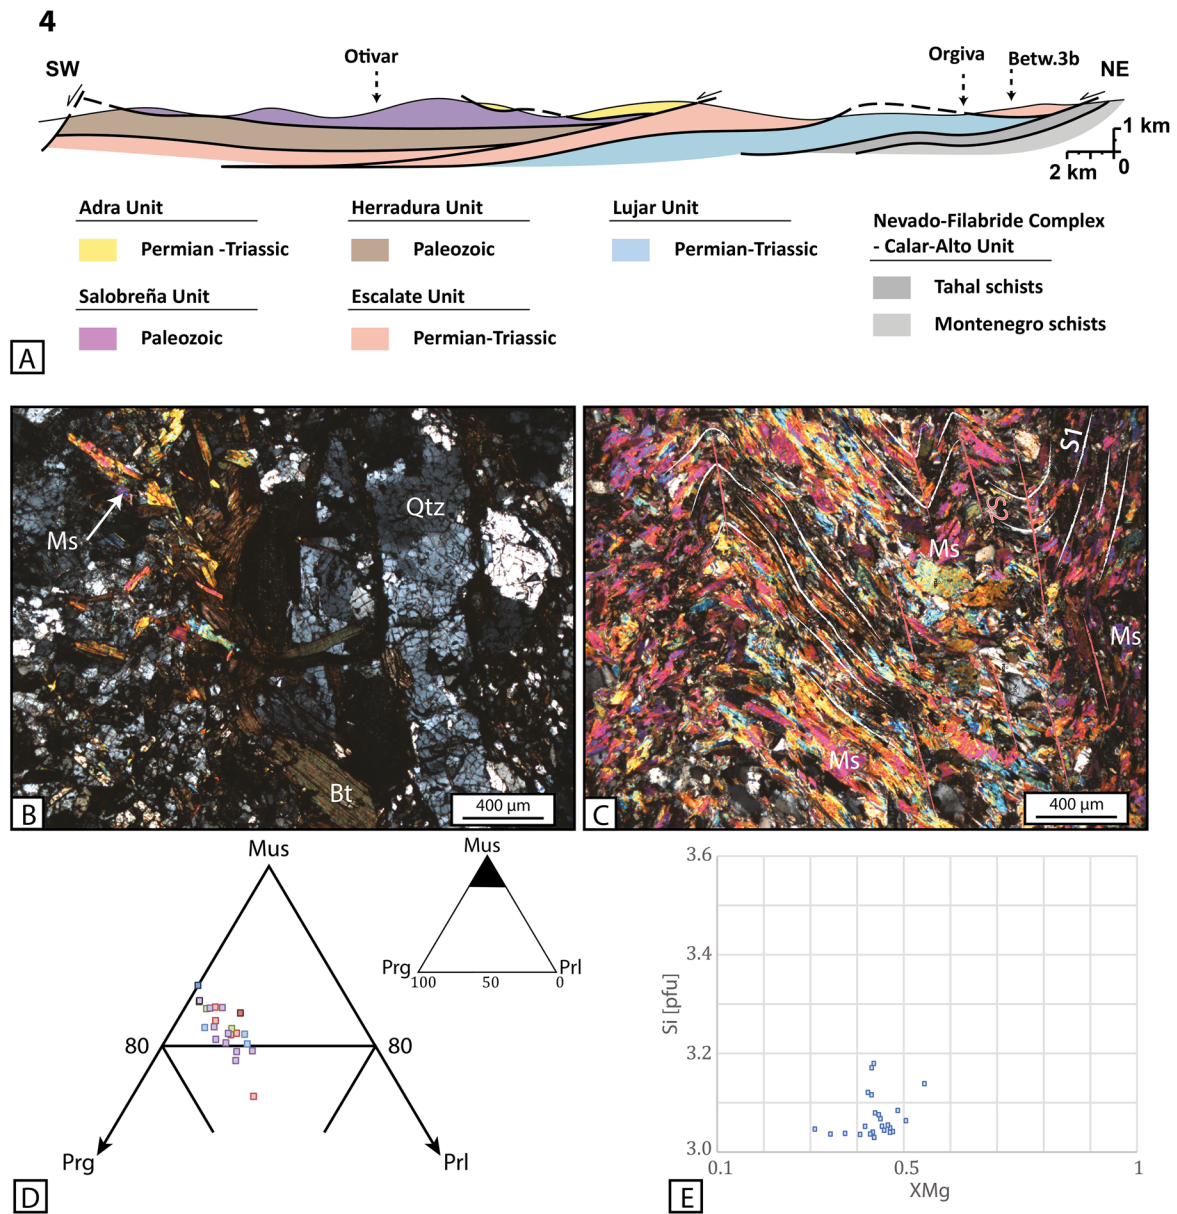 4
SW
Otivar
Orgiva
Betw.3b
NE
1 km
2 km
0
Adra Unit
Permian -Triassic
Salobreña Unit
Paleozoic
Herradura Unit
Paleozoic
Escalate Unit
Permian-Triassic
Lujar Unit
Permian-Triassic
Nevado-Filabride Complex
- Calar-Alto Unit
Tahal schists
Montenegro schists
A
Ms
Qtz
Bt
400 µm
B
S1
Ms
Ms
Ms
400 µm
C
Mus
80
80
Prg
Prl
Mus
Prg
Prl
100
50
0
D
3.6
3.4
3.2
3.0
Si [pfu]
0.1
0.5
1
XMg
E